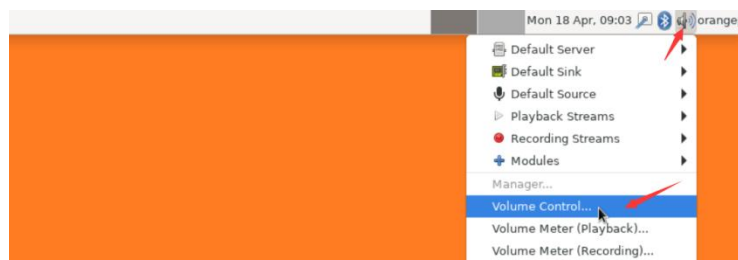 Mon 18 Apr, 09:03 orange
Default Server
Default Sink
Default Source
Playback Streams
Recording Streams
Modules
Manager...
Volume Control...
Volume Meter (Playback)...
Volume Meter (Recording)...